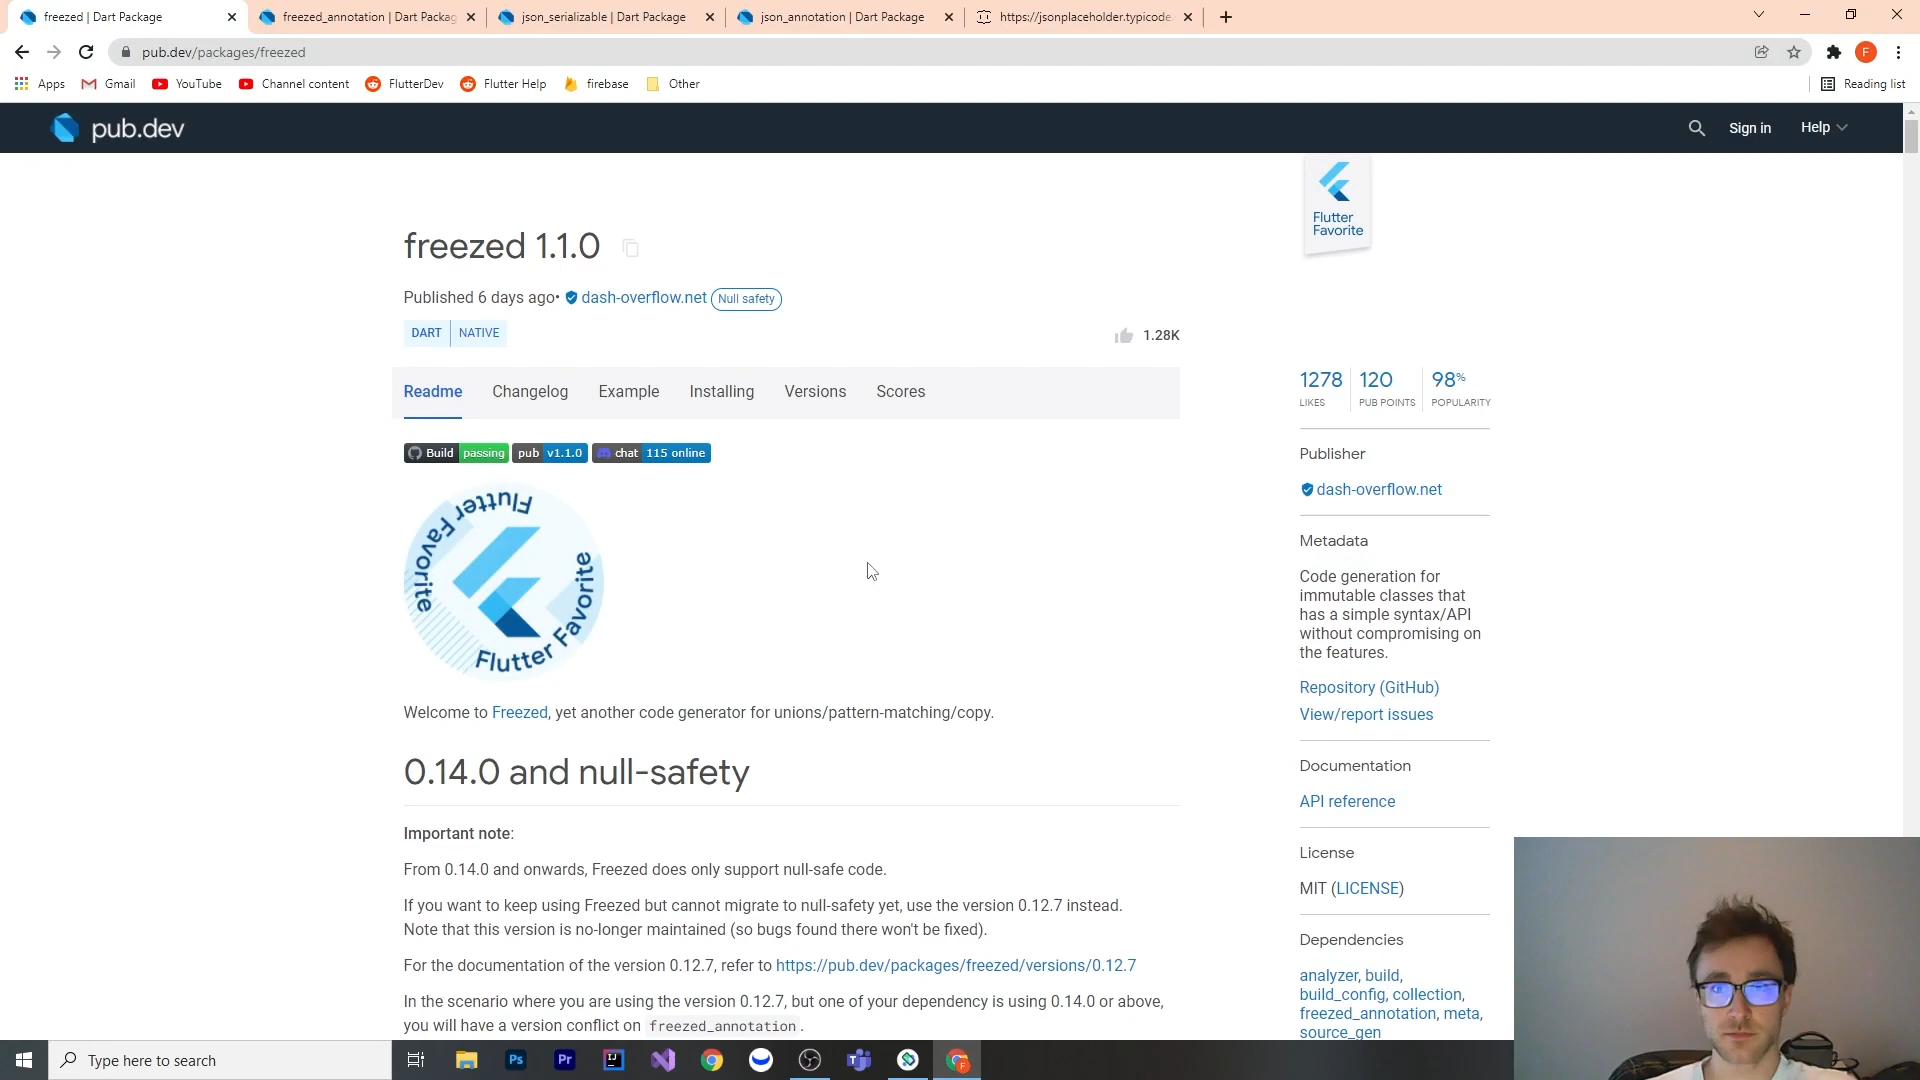 freezed | Dart Package
freezed_annotation | Dart Packag
json_serializable | Dart Package
json_annotation | Dart Package
https://jsonplaceholder.typicode.
pub.dev/packages/freezed
F
Apps
Gmail
YouTube
Channel content
FlutterDev
Flutter Help
firebase
Other
Reading list
pub.dev
Sign in
Help
Flutter
Favorite
freezed 1.1.0
Published 6 days ago• dash-overflow.net Null safety
DART NATIVE
1.28K
Readme Changelog Example Installing Versions Scores
Build passing pub v1.1.0 chat 115 online
Flutter Favorite
Flutter Favorite
Welcome to Freezed, yet another code generator for unions/pattern-matching/copy.
0.14.0 and null-safety
Important note:
From 0.14.0 and onwards, Freezed does only support null-safe code.
If you want to keep using Freezed but cannot migrate to null-safety yet, use the version 0.12.7 instead.
Note that this version is no-longer maintained (so bugs found there won't be fixed).
For the documentation of the version 0.12.7, refer to https://pub.dev/packages/freezed/versions/0.12.7
In the scenario where you are using the version 0.12.7, but one of your dependency is using 0.14.0 or above,
you will have a version conflict on freezed_annotation.
1278 120 98%
LIKES PUB POINTS POPULARITY
Publisher
dash-overflow.net
Metadata
Code generation for
immutable classes that
has a simple syntax/API
without compromising on
the features.
Repository (GitHub)
View/report issues
Documentation
API reference
License
MIT (LICENSE)
Dependencies
analyzer, build,
build_config, collection,
freezed_annotation, meta,
source_gen
Type here to search
Ps
Pr
IJ